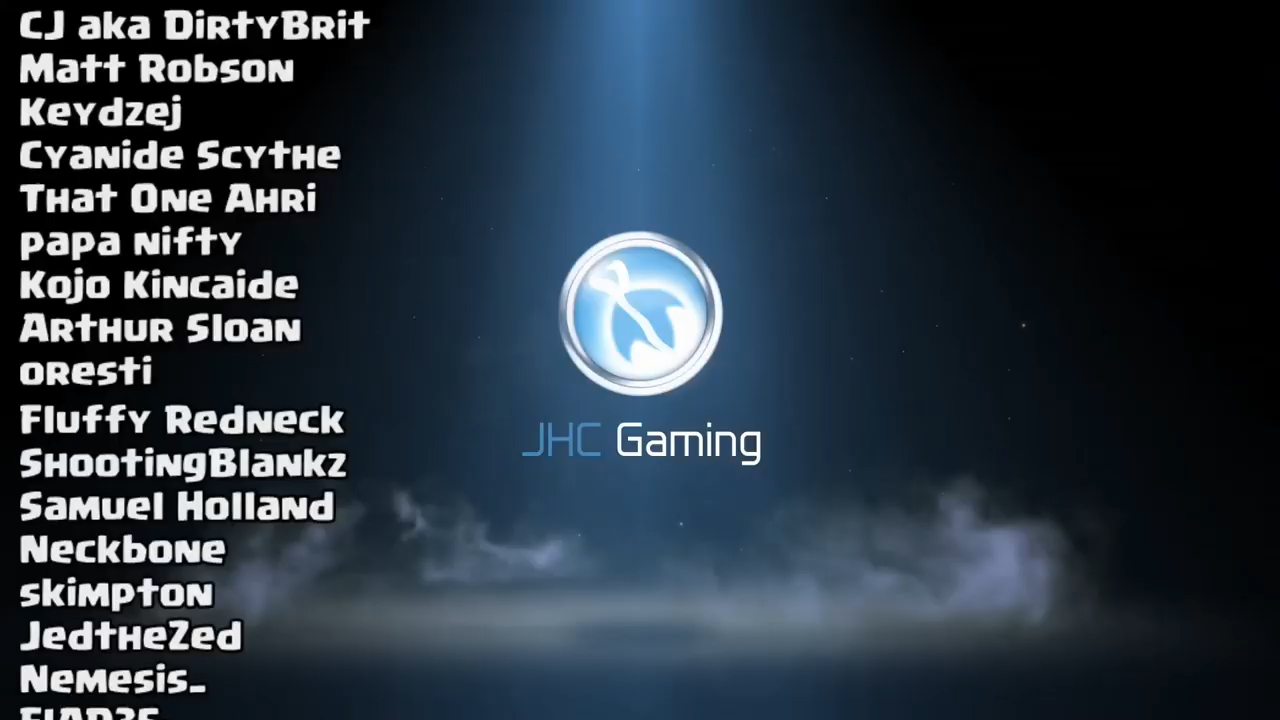 CJ aka DirtyBrit
Matt Robson
Keydzej
Cyanide Scythe
That One Ahri
papa nifty
Kojo Kincaide
Arthur Sloan
oresti
Fluffy Redneck
ShootingBlankz
Samuel Holland
Neckbone
skimpton
JedtheZed
Nemesis_
JHC Gaming